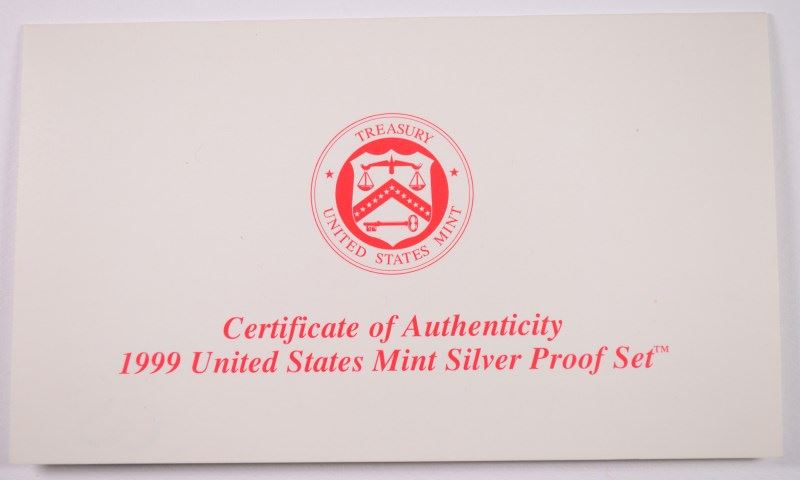 TREASURY
UNITED STATES MINT
Certificate of Authenticity
1999 United States Mint Silver Proof Set™